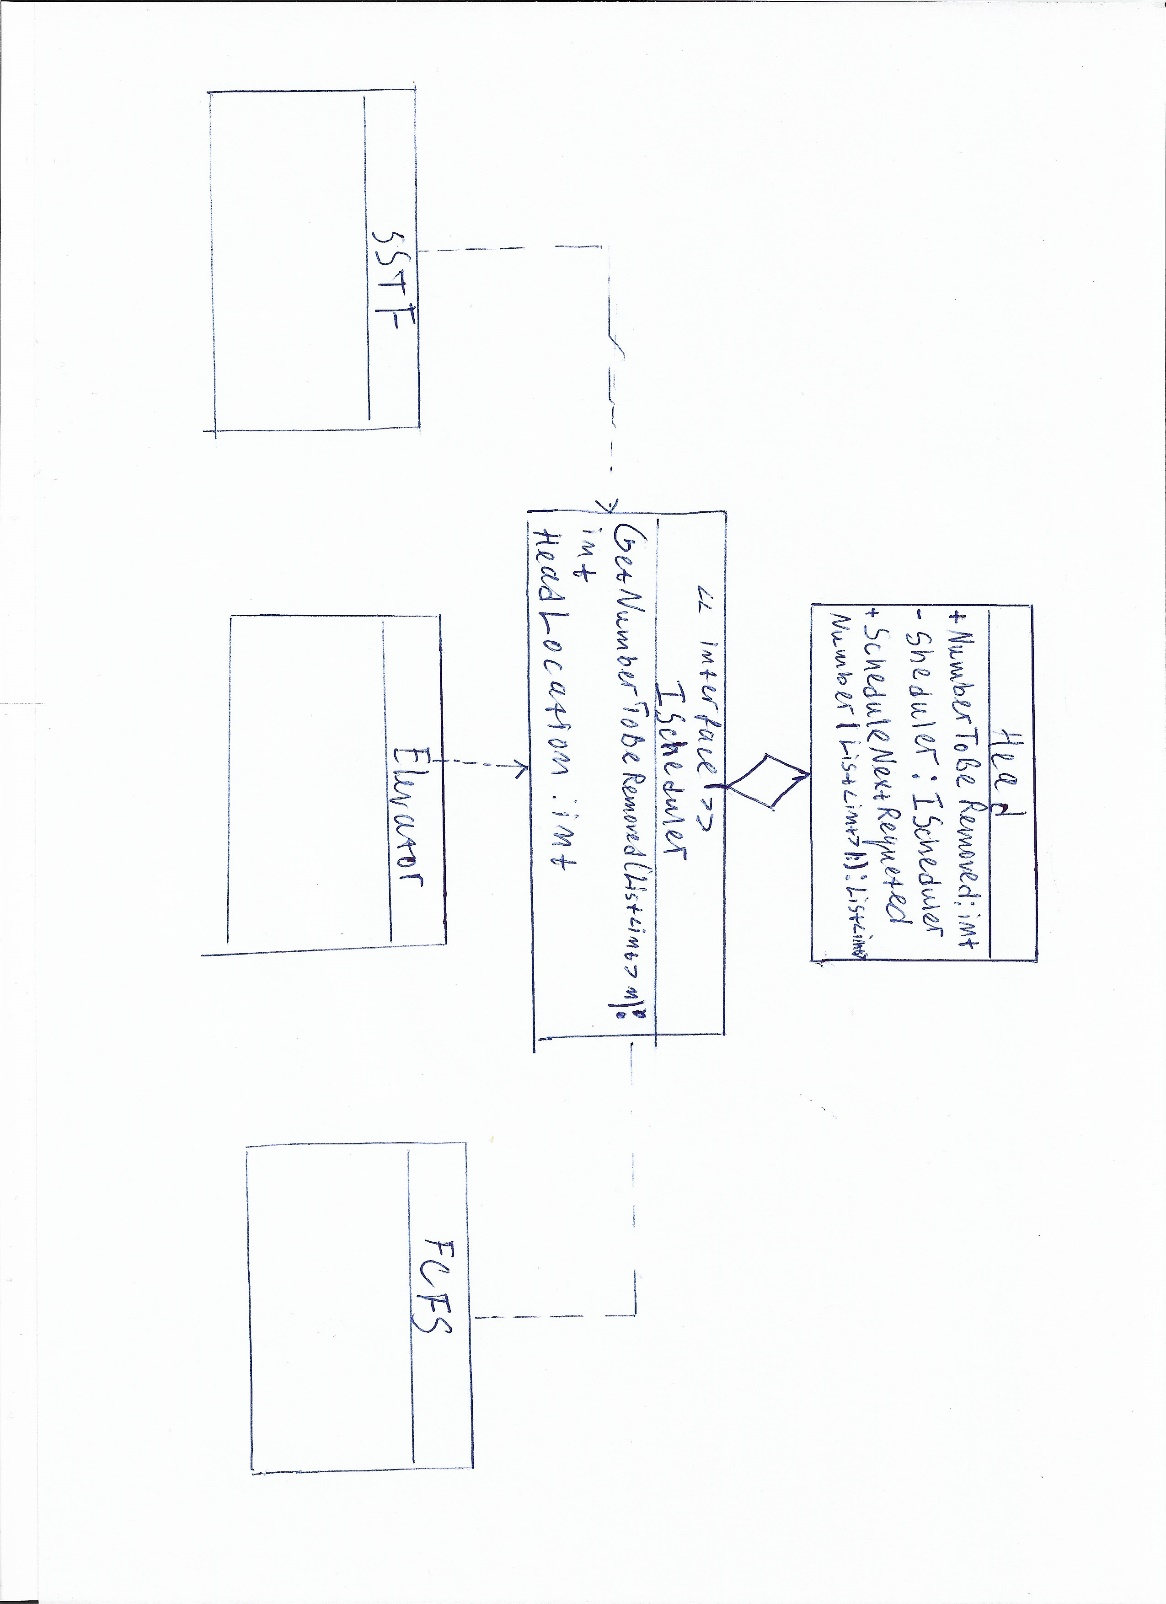 Head
+ NumberToBeRemoved: int
- Sheduler : IScheduler
+ ScheduleNextRequeted
Number(List<int> l):List<int>
<< interface >>
IScheduler
GetNumberToBeRemoved(List<int> n):
int
HeadLocation : int
SSTF
Elevator
FCFS